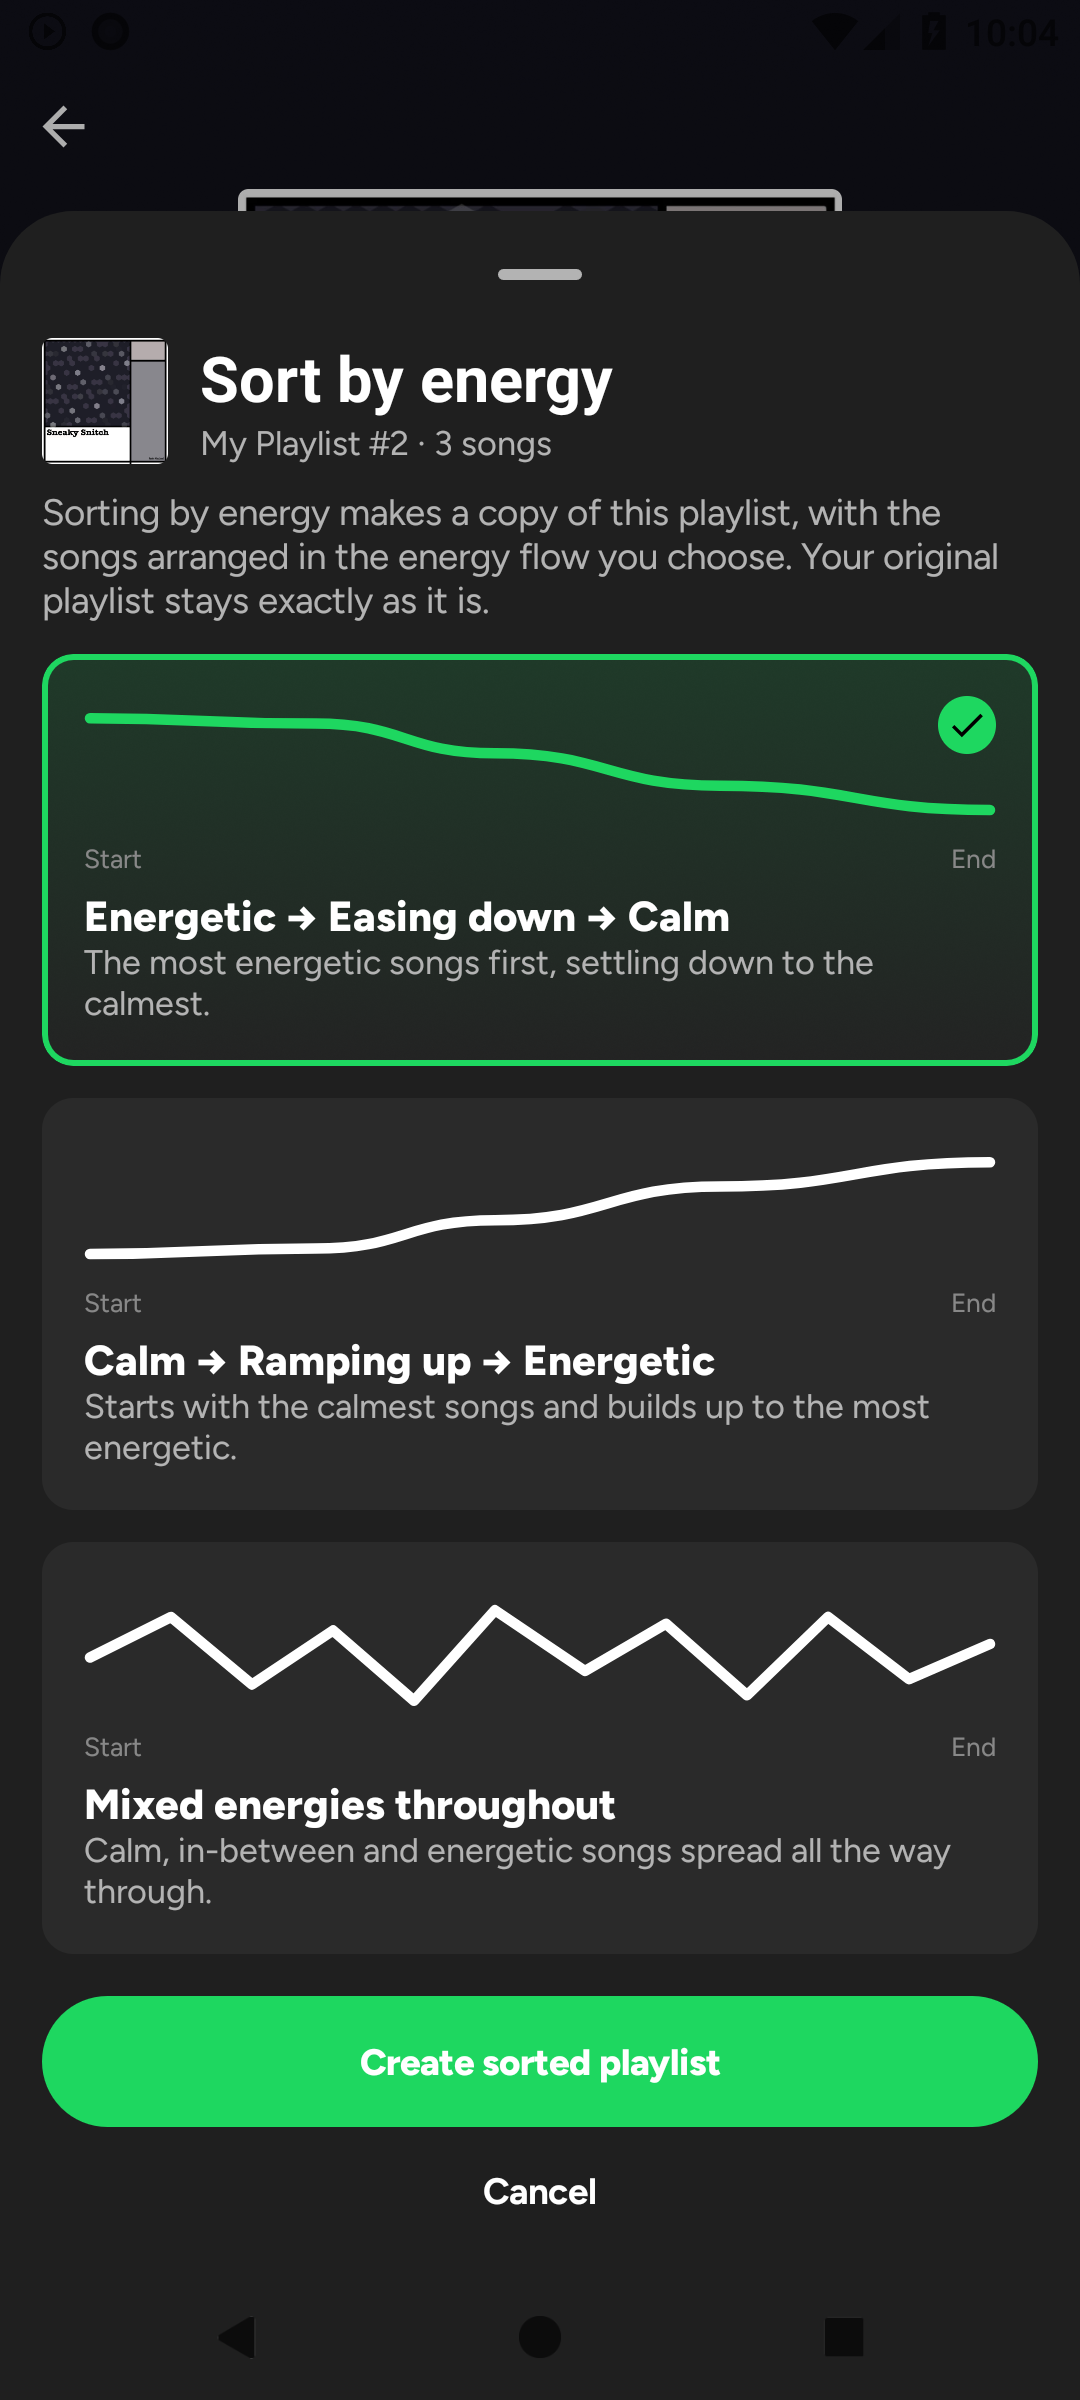 10:04
Sneaky Snitch
Sort by energy
My Playlist #2 · 3 songs
Sorting by energy makes a copy of this playlist, with the
songs arranged in the energy flow you choose. Your original
playlist stays exactly as it is.
Start End
Energetic → Easing down → Calm
The most energetic songs first, settling down to the
calmest.
Start End
Calm → Ramping up → Energetic
Starts with the calmest songs and builds up to the most
energetic.
Start End
Mixed energies throughout
Calm, in-between and energetic songs spread all the way
through.
Create sorted playlist
Cancel